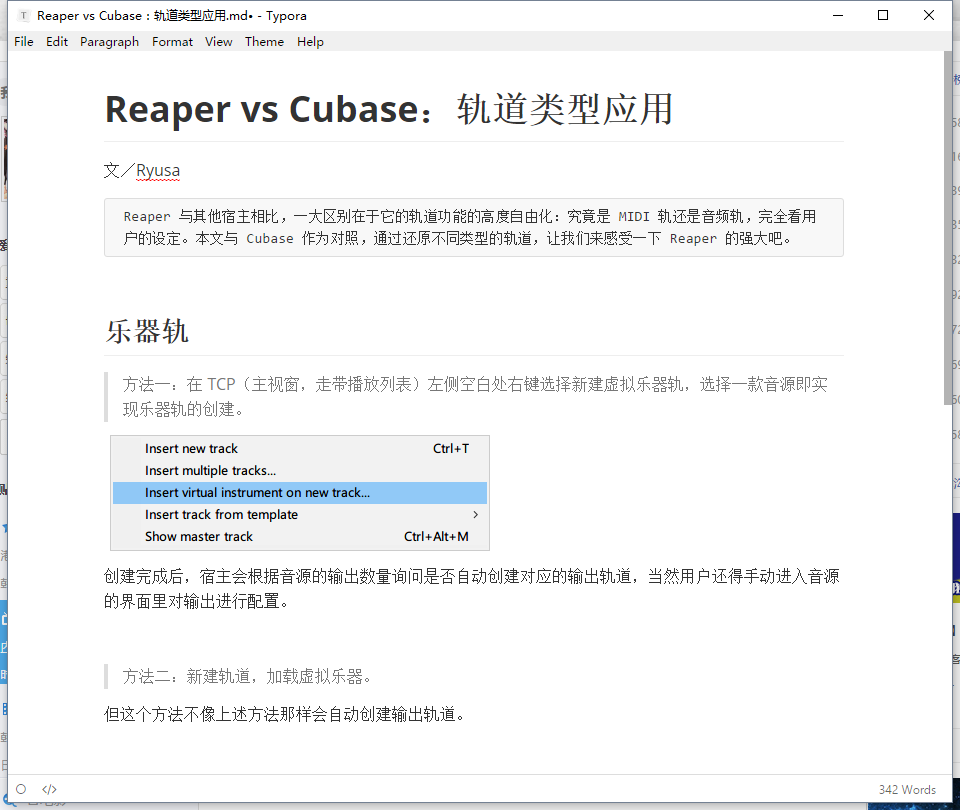 Reaper vs Cubase：轨道类型应用.md• - Typora
File Edit Paragraph Format View Theme Help
Reaper vs Cubase：轨道类型应用
文／Ryusa
Reaper 与其他宿主相比，一大区别在于它的轨道功能的高度自由化：究竟是 MIDI 轨还是音频轨，完全看用
户的设定。本文与 Cubase 作为对照，通过还原不同类型的轨道，让我们来感受一下 Reaper 的强大吧。
乐器轨
方法一：在 TCP（主视窗，走带播放列表）左侧空白处右键选择新建虚拟乐器轨，选择一款音源即实
现乐器轨的创建。
Insert new track Ctrl+T
Insert multiple tracks...
Insert virtual instrument on new track...
Insert track from template
Show master track Ctrl+Alt+M
创建完成后，宿主会根据音源的输出数量询问是否自动创建对应的输出轨道，当然用户还得手动进入音源
的界面里对输出进行配置。
方法二：新建轨道，加载虚拟乐器。
但这个方法不像上述方法那样会自动创建输出轨道。
</> 342 Words